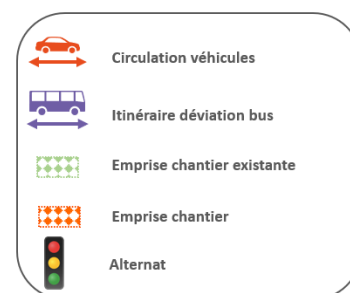 Circulation véhicules
Itinéraire déviation bus
Emprise chantier existante
Emprise chantier
Alternat